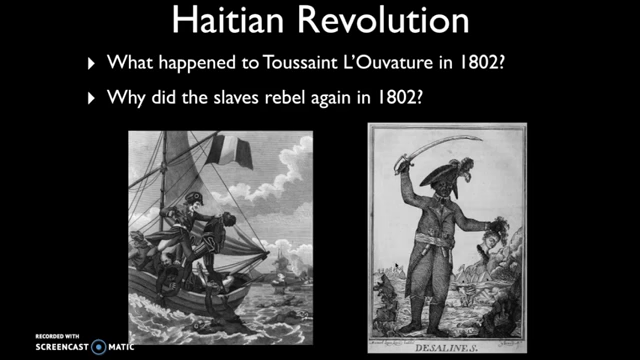 Haitian Revolution
What happened to Toussaint L'Ouvature in 1802?
Why did the slaves rebel again in 1802?
DESALINES.
RECORDED WITH
SCREENCAST MATIC